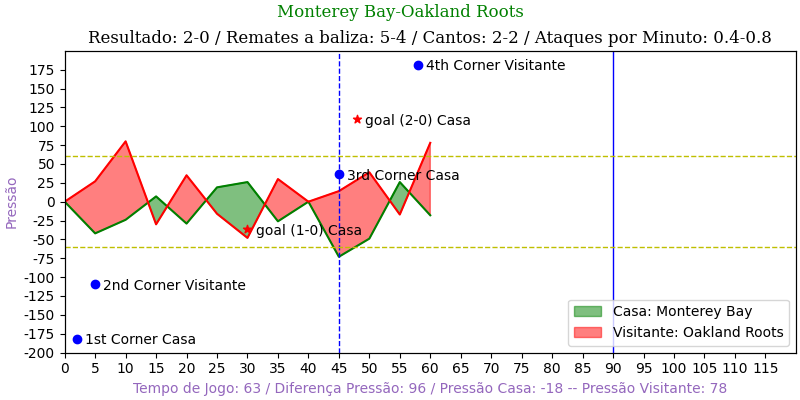 Monterey Bay-Oakland Roots
Resultado: 2-0 / Remates a baliza: 5-4 / Cantos: 2-2 / Ataques por Minuto: 0.4-0.8
Pressão
175
150
125
100
75
50
25
0
-25
-50
-75
-100
-125
-150
-175
-200
4th Corner Visitante
goal (2-0) Casa
3rd Corner Casa
goal (1-0) Casa
2nd Corner Visitante
1st Corner Casa
Casa: Monterey Bay
Visitante: Oakland Roots
0 5 10 15 20 25 30 35 40 45 50 55 60 65 70 75 80 85 90 95 100 105 110 115
Tempo de Jogo: 63 / Diferença Pressão: 96 / Pressão Casa: -18 -- Pressão Visitante: 78